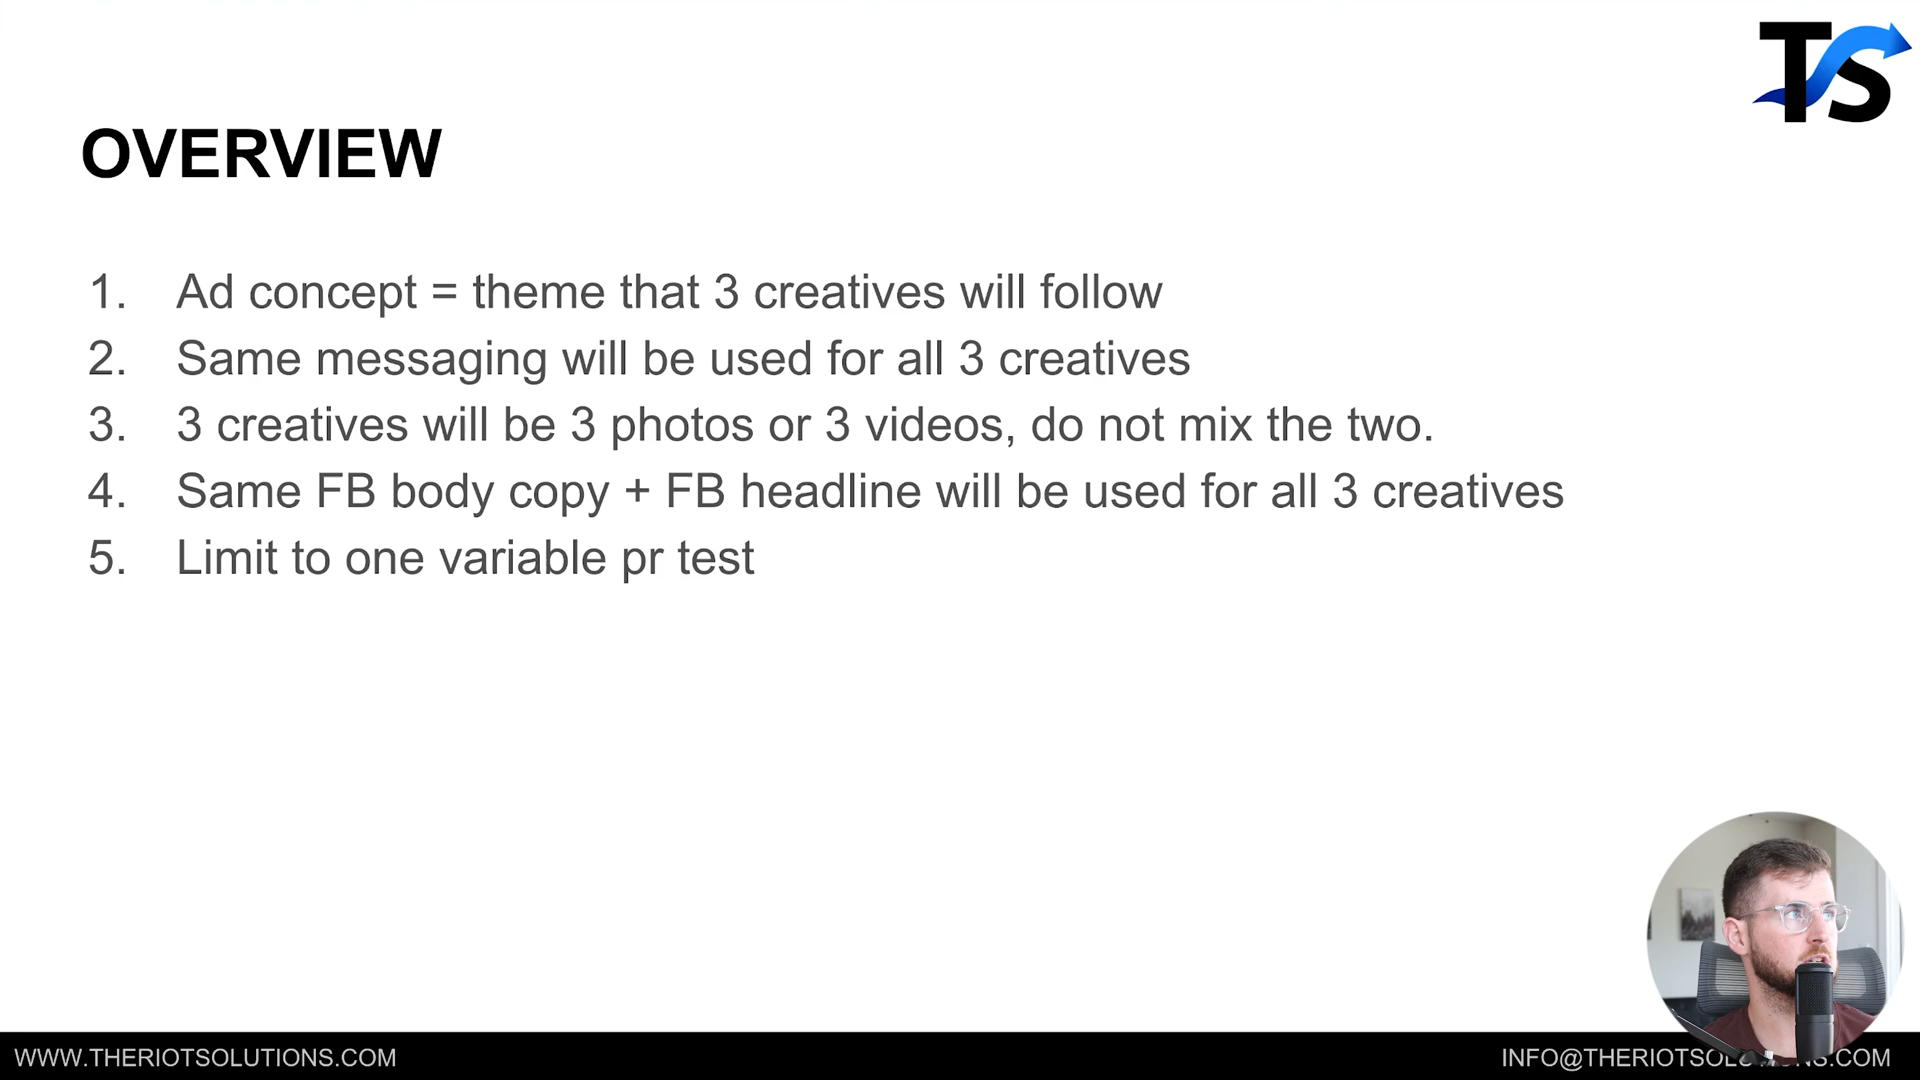 TS
OVERVIEW
1. Ad concept = theme that 3 creatives will follow
2. Same messaging will be used for all 3 creatives
3. 3 creatives will be 3 photos or 3 videos, do not mix the two.
4. Same FB body copy + FB headline will be used for all 3 creatives
5. Limit to one variable pr test
WWW.THERIOTSOLUTIONS.COM